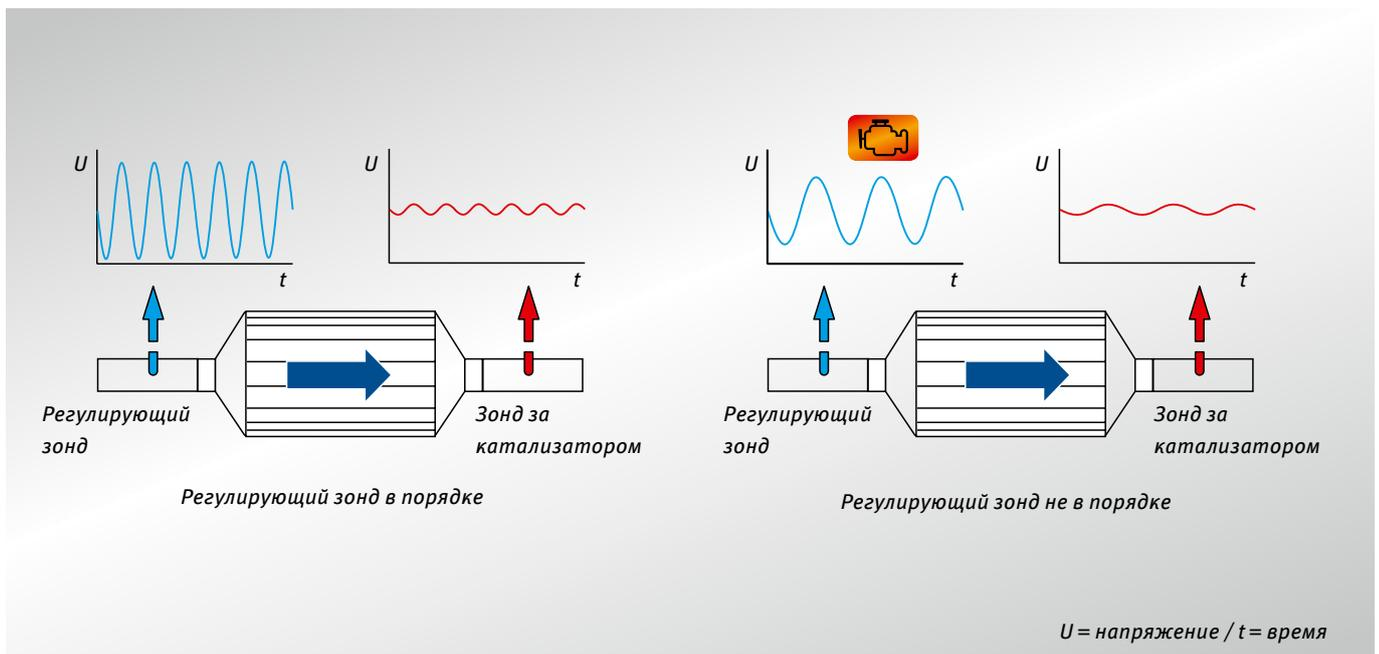 U
t
U
t
Регулирующий
зонд
Зонд за
катализатором
Регулирующий зонд в порядке
U
t
U
t
Регулирующий
зонд
Зонд за
катализатором
Регулирующий зонд не в порядке
U = напряжение / t = время